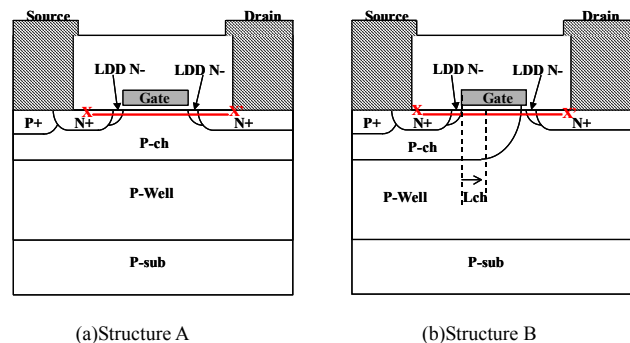 Source
Drain
LDD N-
LDD N-
Gate
X
X'
P+
N+
N+
P-ch
P-Well
P-sub
(a)Structure A
Source
Drain
LDD N-
LDD N-
Gate
X
X'
P+
N+
N+
P-ch
P-Well
Lch
P-sub
(b)Structure B